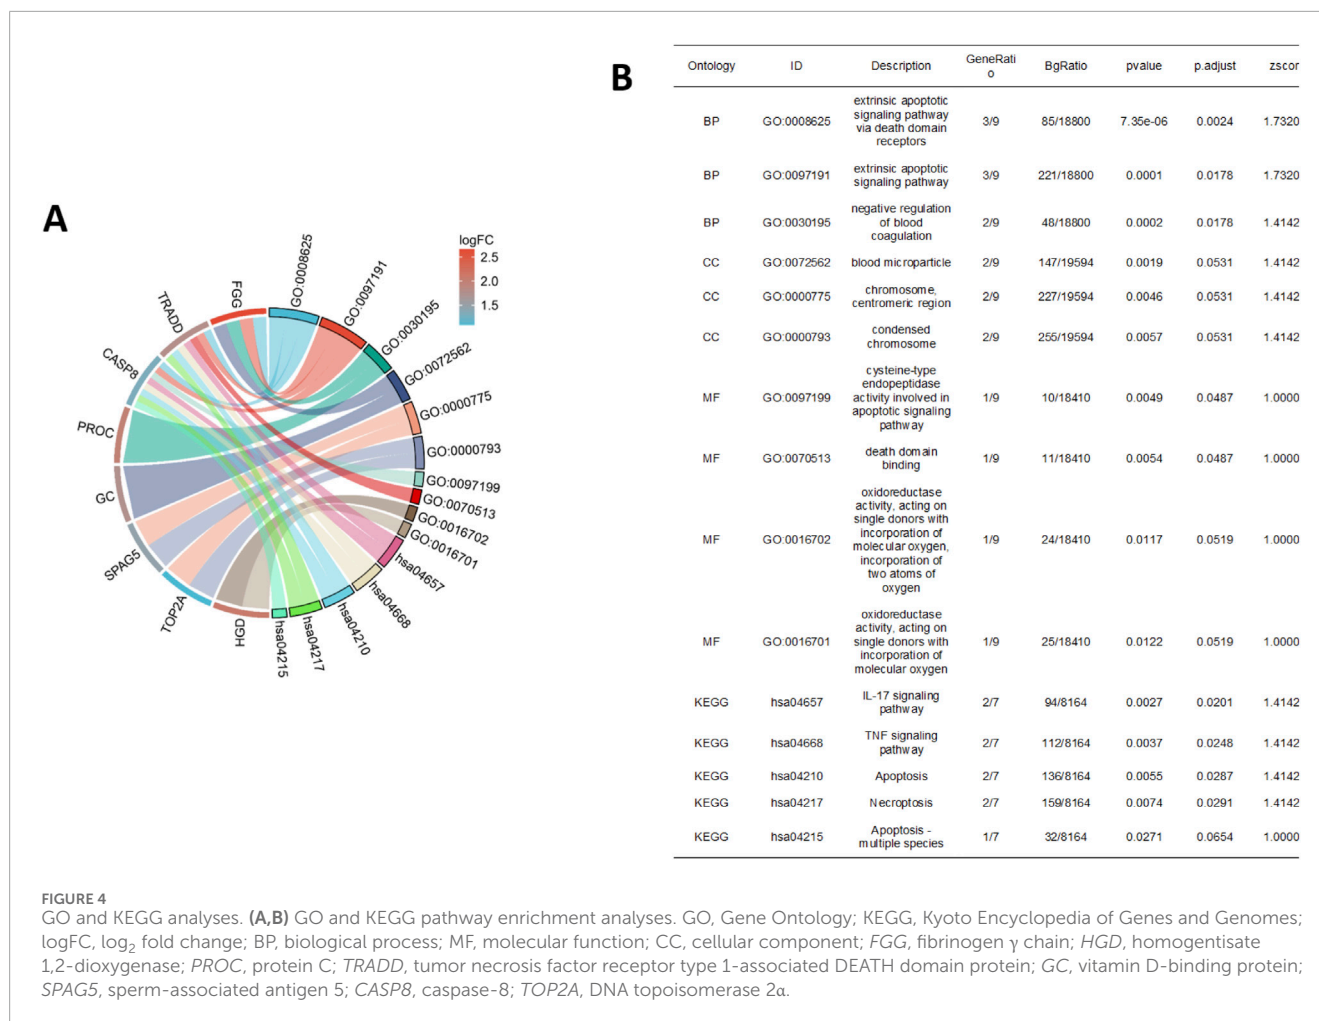 A
logFC
2.5
2.0
1.5
FGG
GO:0008625
GO:0097191
GO:0030195
GO:0072562
GO:0000775
GO:0000793
GO:0097199
GO:0070513
GO:0016702
GO:0016701
hsa04657
hsa04668
hsa04210
hsa04217
hsa04215
HGD
TOP2A
SPAG5
GC
PROC
CASP8
TRADD
B
Ontology ID Description GeneRati BgRatio pvalue p.adjust zscor
o
extrinsic apoptotic
signaling pathway
BP GO:0008625 via death domain 3/9 85/18800 7.35e-06 0.0024 1.7320
receptors
BP GO:0097191 extrinsic apoptotic 3/9 221/18800 0.0001 0.0178 1.7320
signaling pathway
negative regulation
BP GO:0030195 of blood 2/9 48/18800 0.0002 0.0178 1.4142
coagulation
CC GO:0072562 blood microparticle 2/9 147/19594 0.0019 0.0531 1.4142
CC GO:0000775 chromosome, 2/9 227/19594 0.0046 0.0531 1.4142
centromeric region
CC GO:0000793 condensed 2/9 255/19594 0.0057 0.0531 1.4142
chromosome
cysteine-type
endopeptidase
MF GO:0097199 activity involved in 1/9 10/18410 0.0049 0.0487 1.0000
apoptotic signaling
pathway
MF GO:0070513 death domain 1/9 11/18410 0.0054 0.0487 1.0000
binding
oxidoreductase
activity, acting on
single donors with
MF GO:0016702 incorporation of 1/9 24/18410 0.0117 0.0519 1.0000
molecular oxygen,
incorporation of
two atoms of
oxygen
oxidoreductase
activity, acting on
MF GO:0016701 single donors with 1/9 25/18410 0.0122 0.0519 1.0000
incorporation of
molecular oxygen
KEGG hsa04657 IL-17 signaling 2/7 94/8164 0.0027 0.0201 1.4142
pathway
KEGG hsa04668 TNF signaling 2/7 112/8164 0.0037 0.0248 1.4142
pathway
KEGG hsa04210 Apoptosis 2/7 136/8164 0.0055 0.0287 1.4142
KEGG hsa04217 Necroptosis 2/7 159/8164 0.0074 0.0291 1.4142
KEGG hsa04215 Apoptosis - 1/7 32/8164 0.0271 0.0654 1.0000
multiple species
FIGURE 4
GO and KEGG analyses. (A,B) GO and KEGG pathway enrichment analyses. GO, Gene Ontology; KEGG, Kyoto Encyclopedia of Genes and Genomes;
logFC, log₂ fold change; BP, biological process; MF, molecular function; CC, cellular component; FGG, fibrinogen γ chain; HGD, homogentisate
1,2-dioxygenase; PROC, protein C; TRADD, tumor necrosis factor receptor type 1-associated DEATH domain protein; GC, vitamin D-binding protein;
SPAG5, sperm-associated antigen 5; CASP8, caspase-8; TOP2A, DNA topoisomerase 2α.